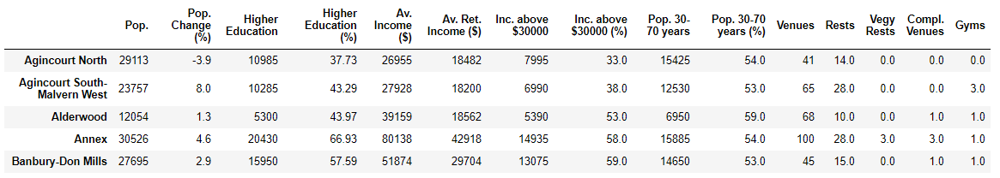 Pop. Pop. Change (%) Higher Education Higher Education (%) Av. Income ($) Av. Ret. Income ($) Inc. above $30000 Inc. above $30000 (%) Pop. 30-70 years Pop. 30-70 years (%) Venues Rests Vegy Rests Compl. Venues Gyms
Agincourt North 29113 -3.9 10985 37.73 26955 18482 7995 33.0 15425 54.0 41 14.0 0.0 0.0 0.0
Agincourt South-Malvern West 23757 8.0 10285 43.29 27928 18200 6990 38.0 12530 53.0 65 28.0 0.0 0.0 3.0
Alderwood 12054 1.3 5300 43.97 39159 18562 5390 53.0 6950 59.0 68 10.0 0.0 1.0 1.0
Annex 30526 4.6 20430 66.93 80138 42918 14935 58.0 15885 54.0 100 28.0 3.0 3.0 1.0
Banbury-Don Mills 27695 2.9 15950 57.59 51874 29704 13075 59.0 14650 53.0 45 15.0 0.0 1.0 1.0